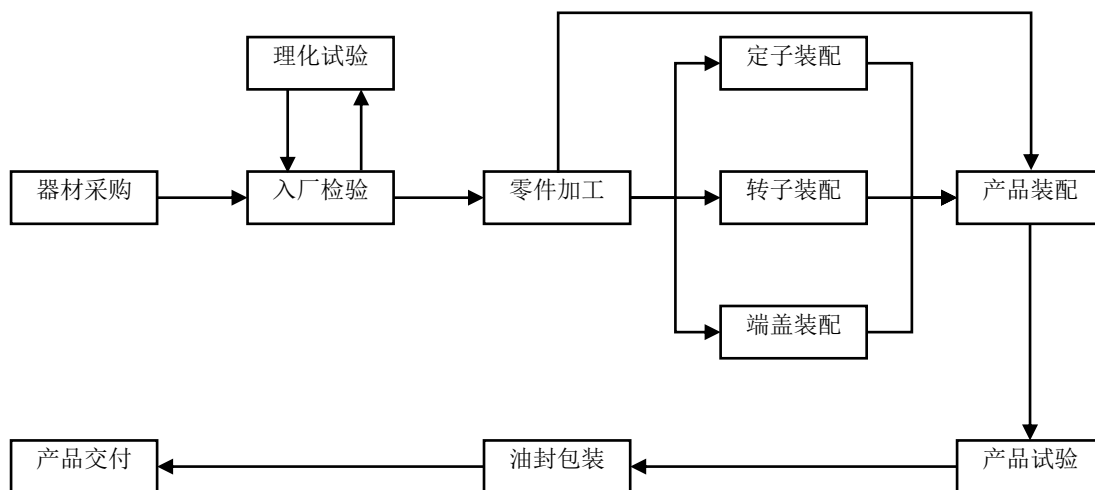 理化试验
定子装配
器材采购
入厂检验
零件加工
转子装配
产品装配
端盖装配
产品交付
油封包装
产品试验